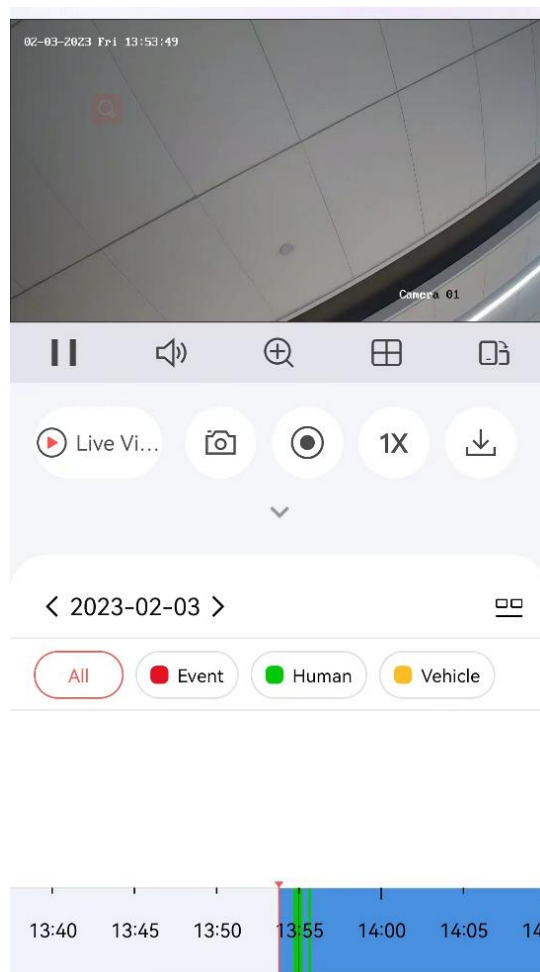 02-03-2023 Fri 13:53:49
Camera 01
Live Vi...
1X
2023-02-03
All
Event
Human
Vehicle
13:40
13:45
13:50
13:55
14:00
14:05
14